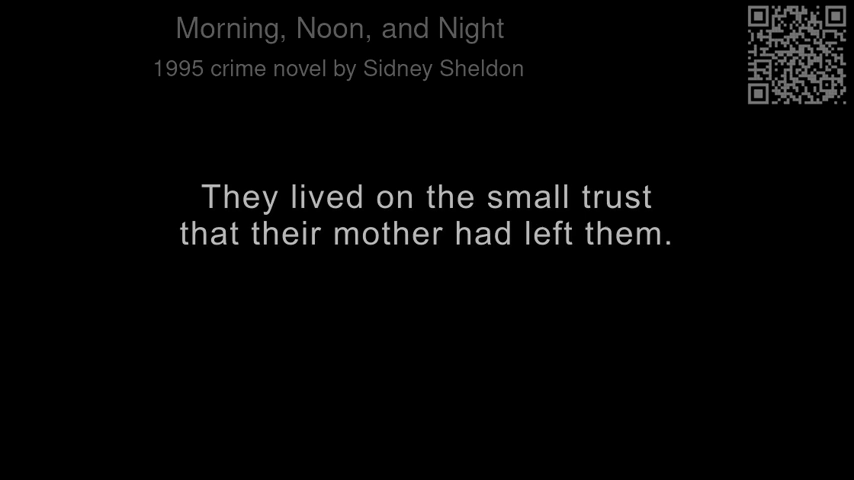 Morning, Noon, and Night
1995 crime novel by Sidney Sheldon
They lived on the small trust
that their mother had left them.